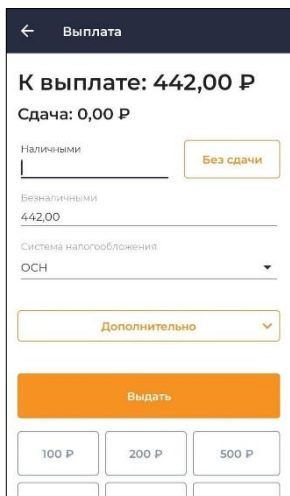 ← Выплата
К выплате: 442,00 ₽
Сдача: 0,00 ₽
Наличными
Без сдачи
Безналичными
442,00
Система налогообложения
ОСН
Дополнительно
Выдать
100 ₽ 200 ₽ 500 ₽